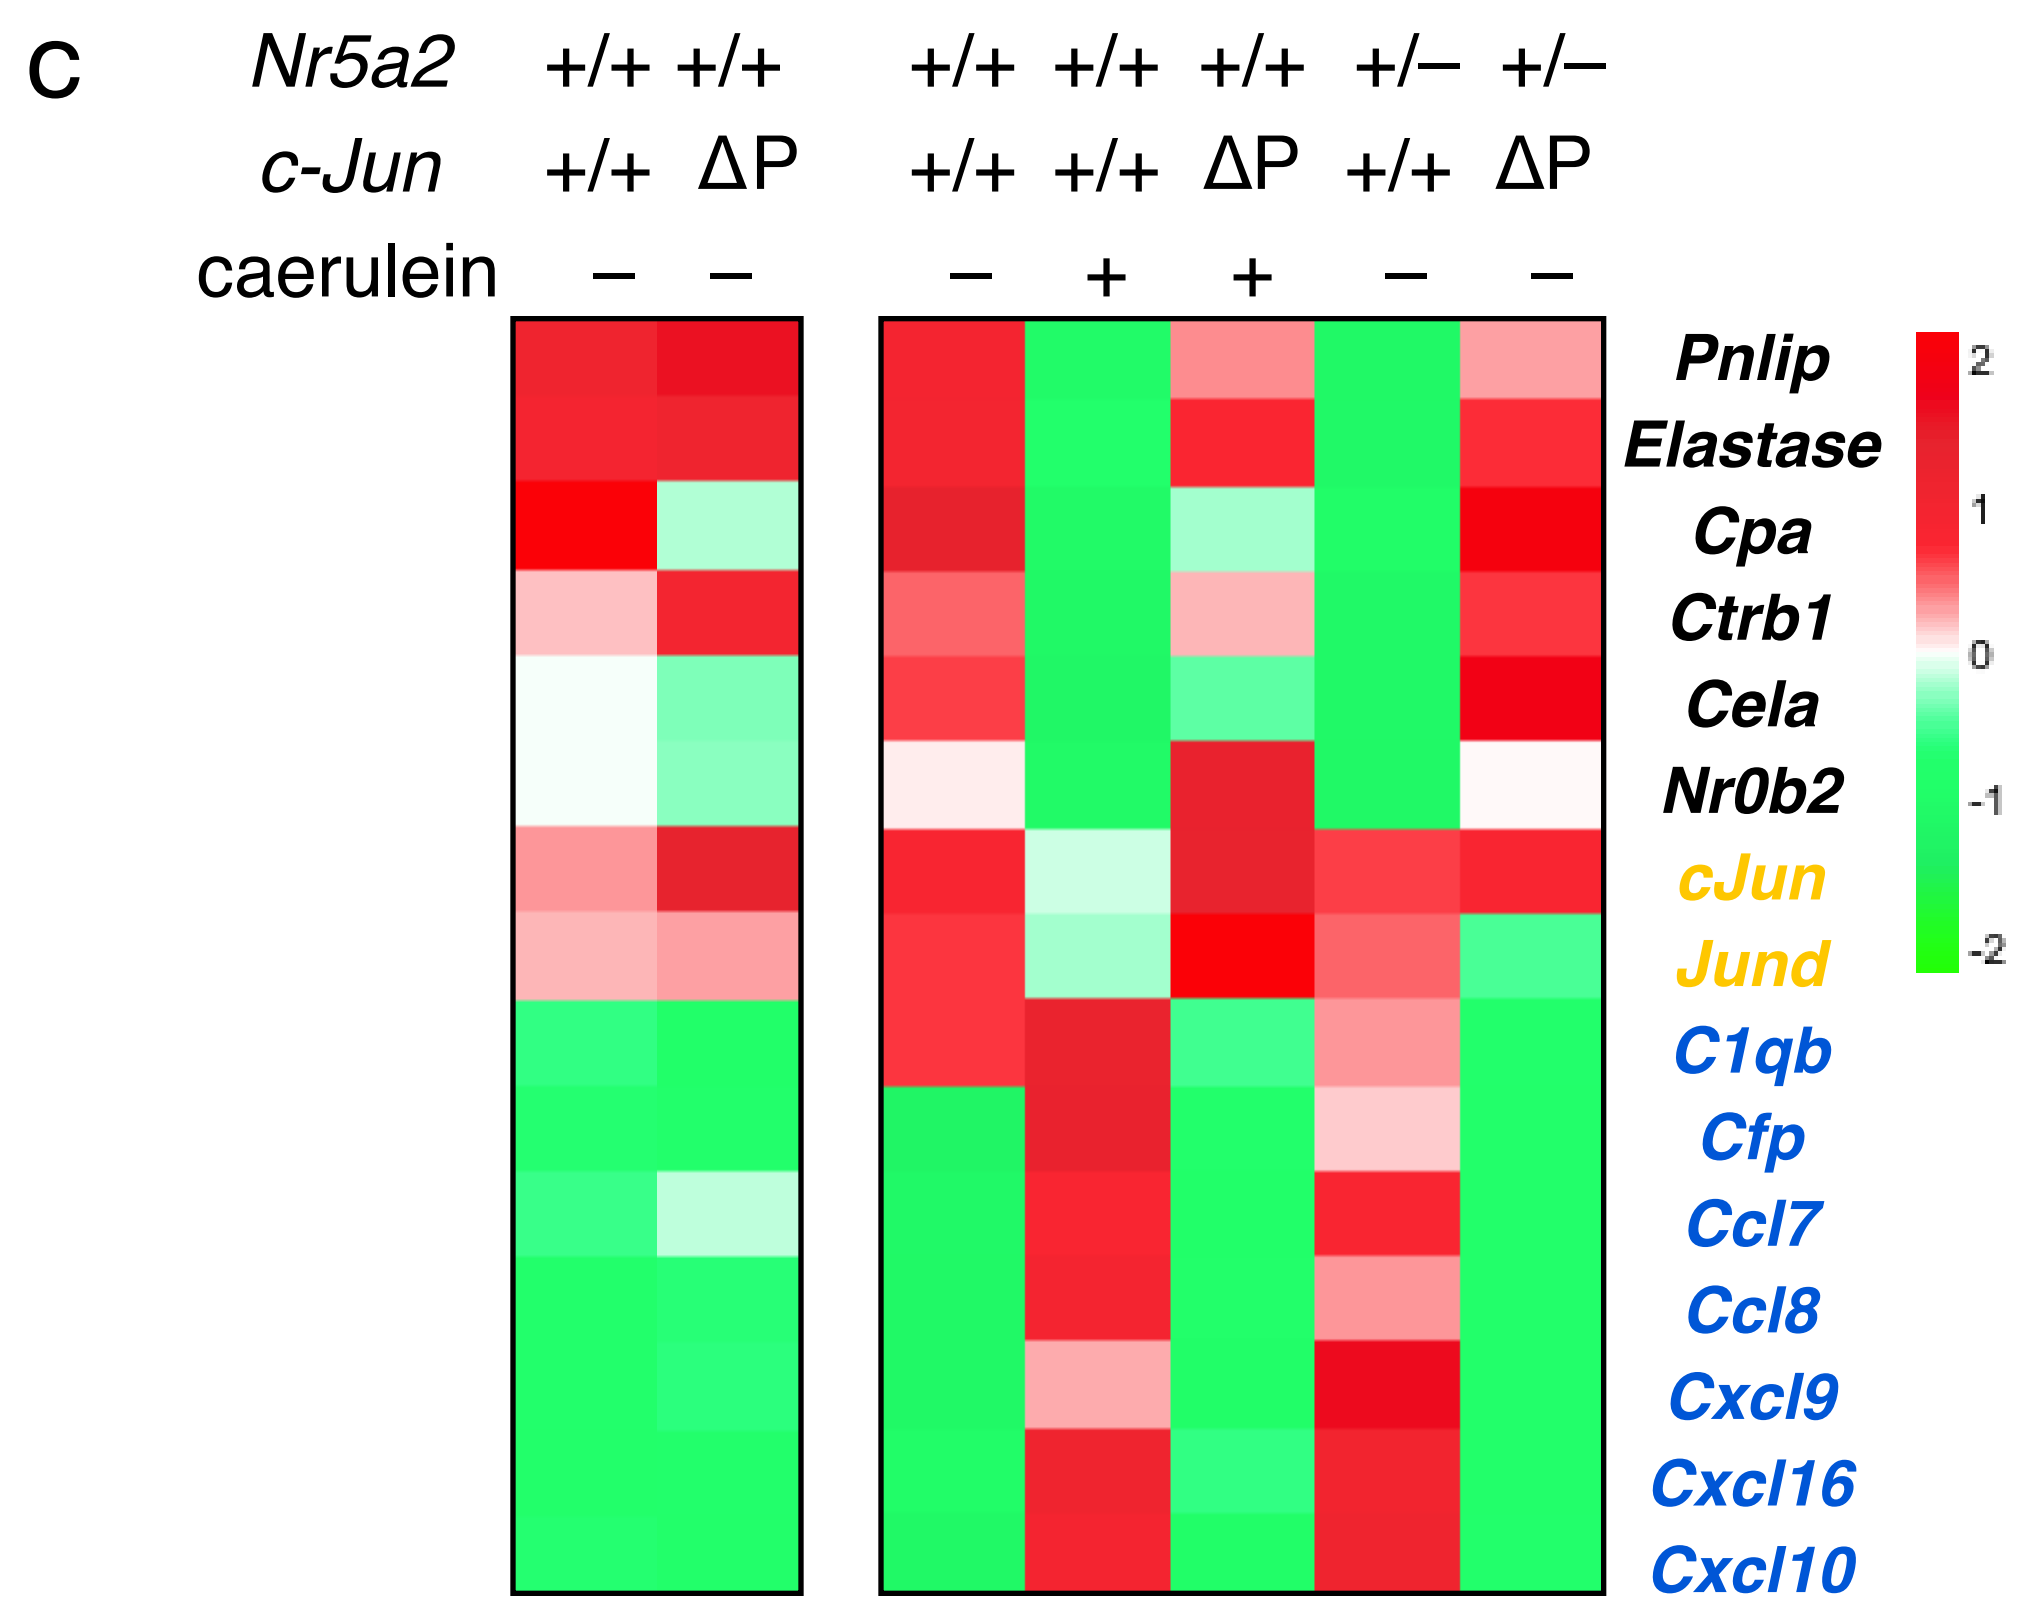 c
Nr5a2 +/+ +/+ +/+ +/+ +/+ +/– +/–
c-Jun +/+ ΔP +/+ +/+ ΔP +/+ ΔP
caerulein – – – + + – –
Pnlip
Elastase
Cpa
Ctrb1
Cela
Nr0b2
cJun
Jund
C1qb
Cfp
Ccl7
Ccl8
Cxcl9
Cxcl16
Cxcl10
2
1
0
-1
-2